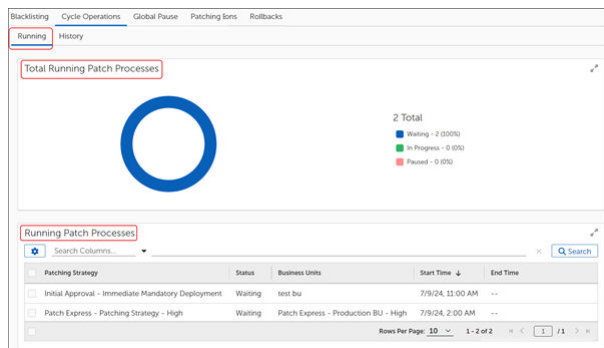 Blacklisting Cycle Operations Global Pause Patching Ions Rollbacks
Running History
Total Running Patch Processes
2 Total
Waiting - 2 (100%)
In Progress - 0 (0%)
Paused - 0 (0%)
Running Patch Processes
Search Columns... Search
Patching Strategy Status Business Units Start Time ↓ End Time
Initial Approval - Immediate Mandatory Deployment Waiting test bu 7/9/24, 11:00 AM --
Patch Express - Patching Strategy - High Waiting Patch Express - Production BU - High 7/9/24, 2:00 AM --
Rows Per Page: 10 1 - 2 of 2 1 / 1